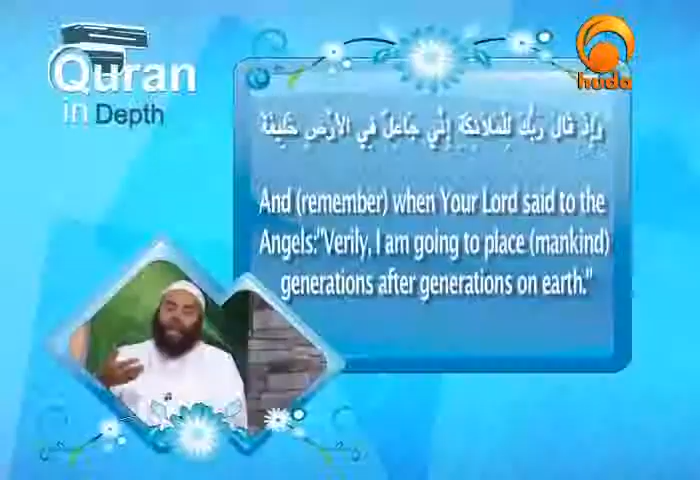 Quran
in Depth
huda
وَإِذْ قَالَ رَبُّكَ لِلْمَلَائِكَةِ إِنِّي جَاعِلٌ فِي الْأَرْضِ خَلِيفَةً
And (remember) when Your Lord said to the
Angels:"Verily, I am going to place (mankind)
generations after generations on earth."